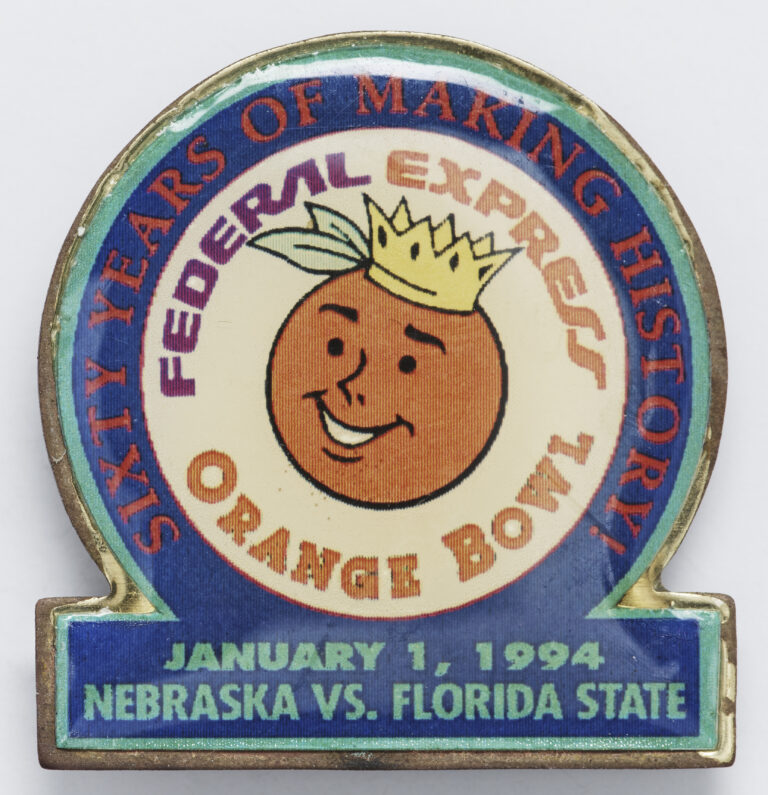 SIXTY YEARS OF MAKING HISTORY!
FEDERAL EXPRESS
ORANGE BOWL
JANUARY 1, 1994
NEBRASKA VS. FLORIDA STATE